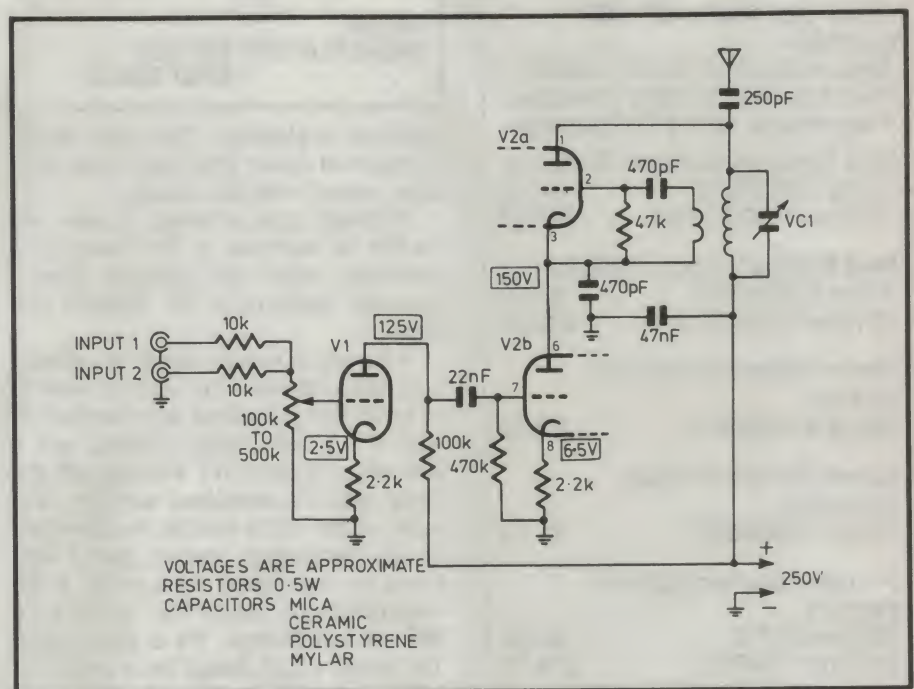 250pF
V2a
1
470pF
2
47k
VC1
3
150V
470pF
47nF
INPUT 1
10k
V1
125V
V2b
6
INPUT 2
10k
22nF
7
100k
TO
500k
2·5V
100k
470k
8
6·5V
2·2k
2·2k
+
250V
−
VOLTAGES ARE APPROXIMATE
RESISTORS 0·5W
CAPACITORS MICA
CERAMIC
POLYSTYRENE
MYLAR